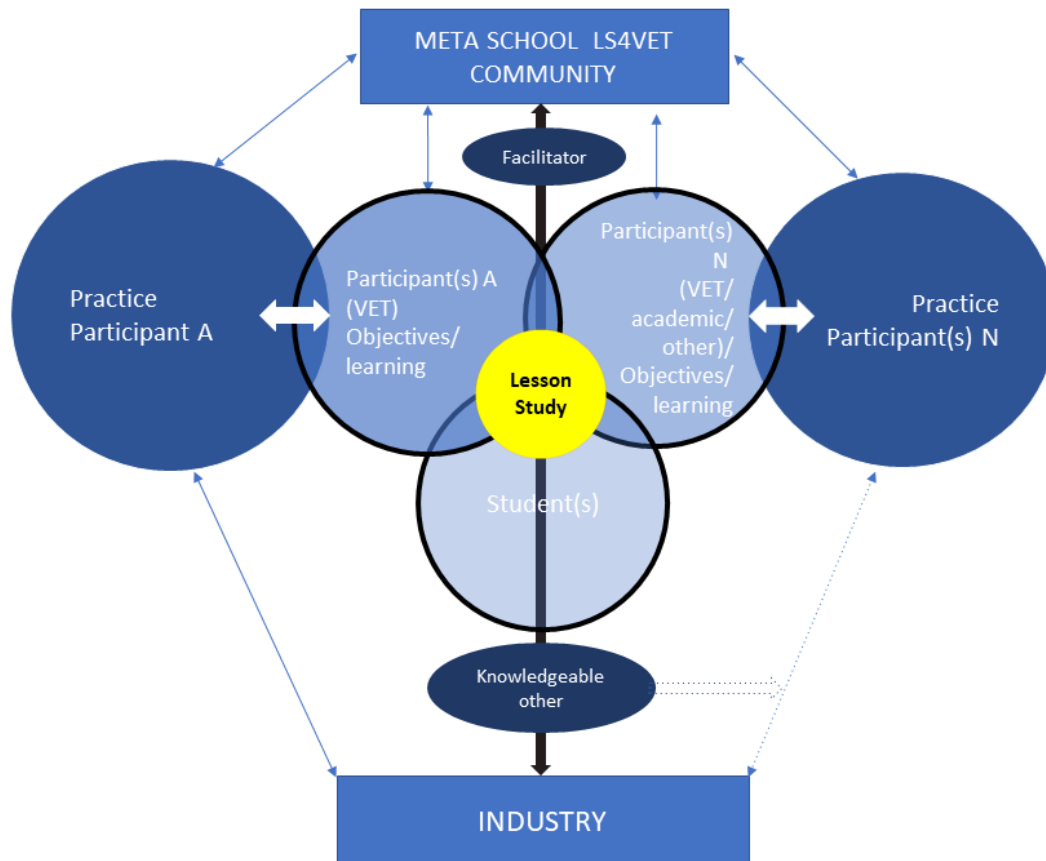 META SCHOOL LS4VET
COMMUNITY
Facilitator
Practice
Participant A
Participant(s) A
(VET)
Objectives/
learning
Participant(s)
N
(VET/
academic/
other)/
Objectives/
learning
Practice
Participant(s) N
Lesson
Study
Student(s)
Knowledgeable
other
INDUSTRY